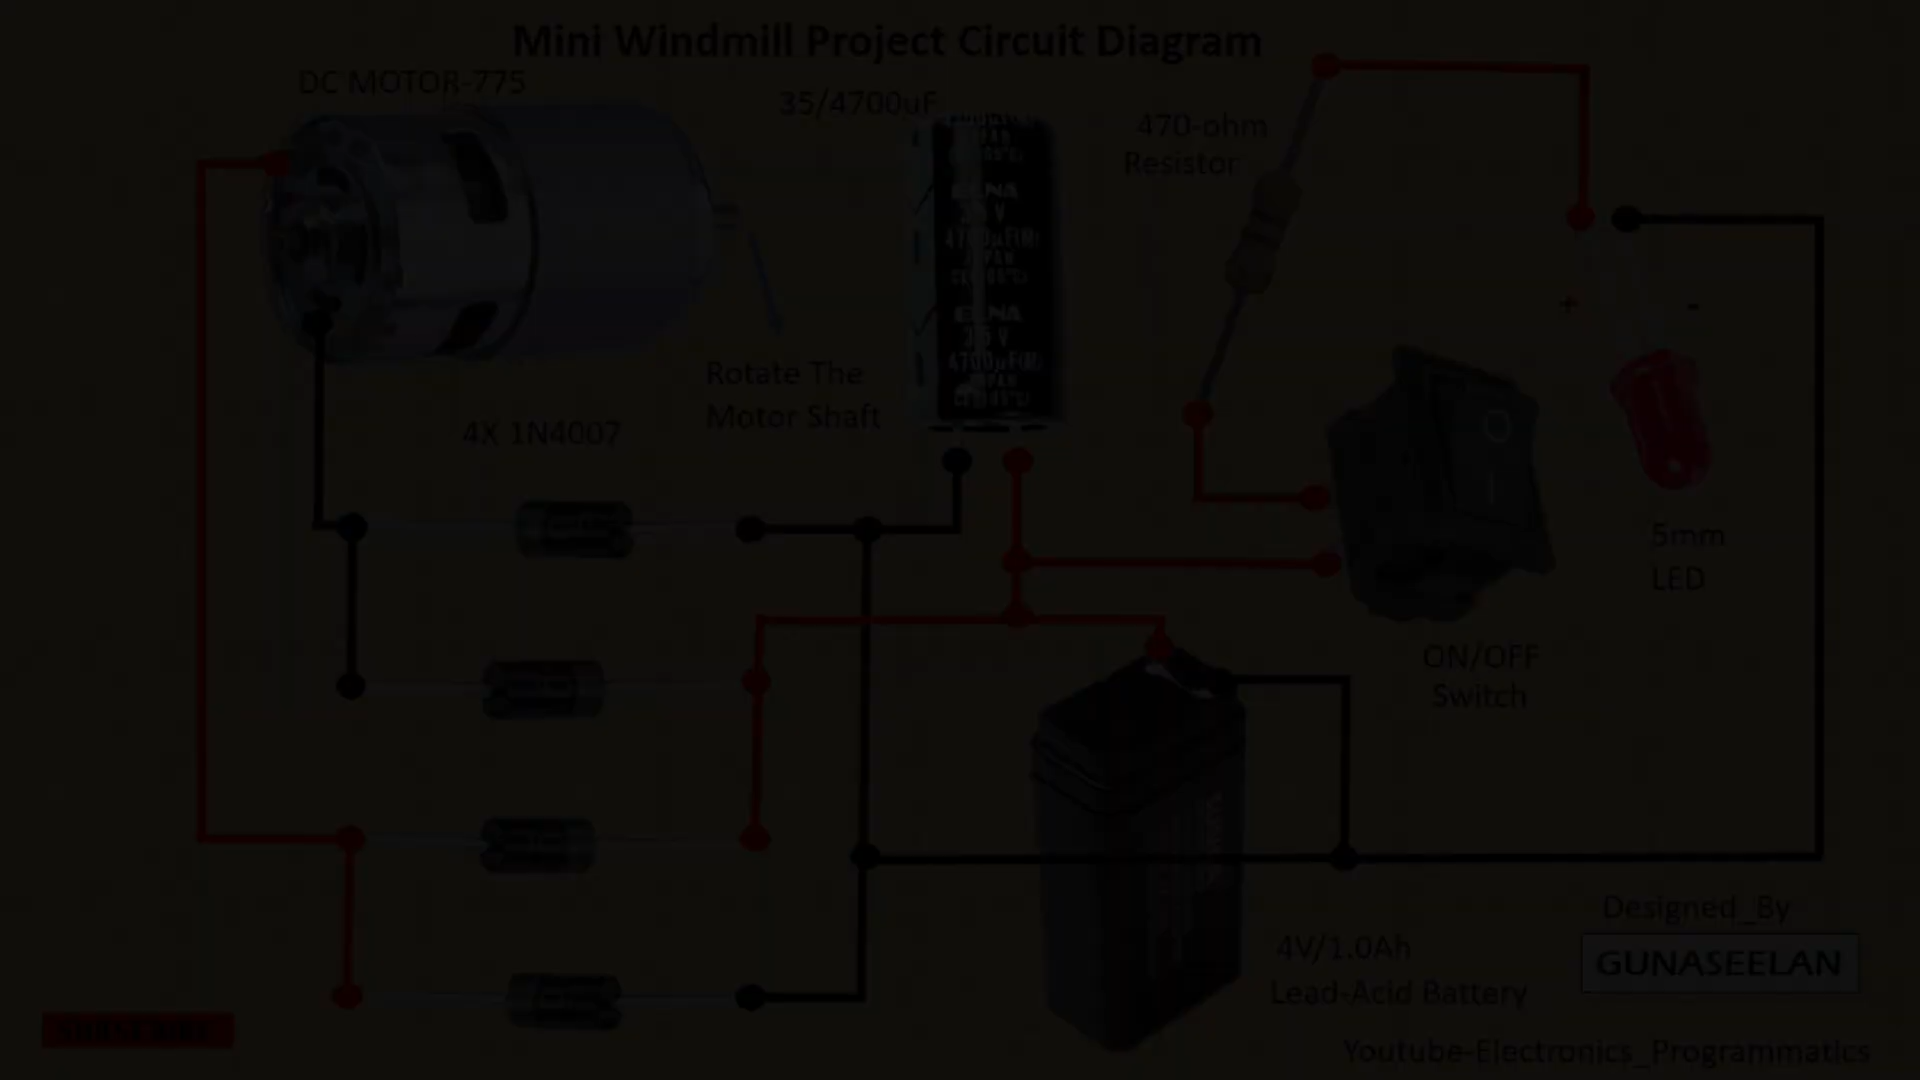 Mini Windmill Project Circuit Diagram
DC MOTOR-775
35/4700uF
470-ohm
Resistor
+ -
Rotate The
Motor Shaft
4X 1N4007
5mm
LED
ON/OFF
Switch
4V/1.0Ah
Lead-Acid Battery
Designed_By
GUNASEELAN
Youtube-Electronics_Programmatics